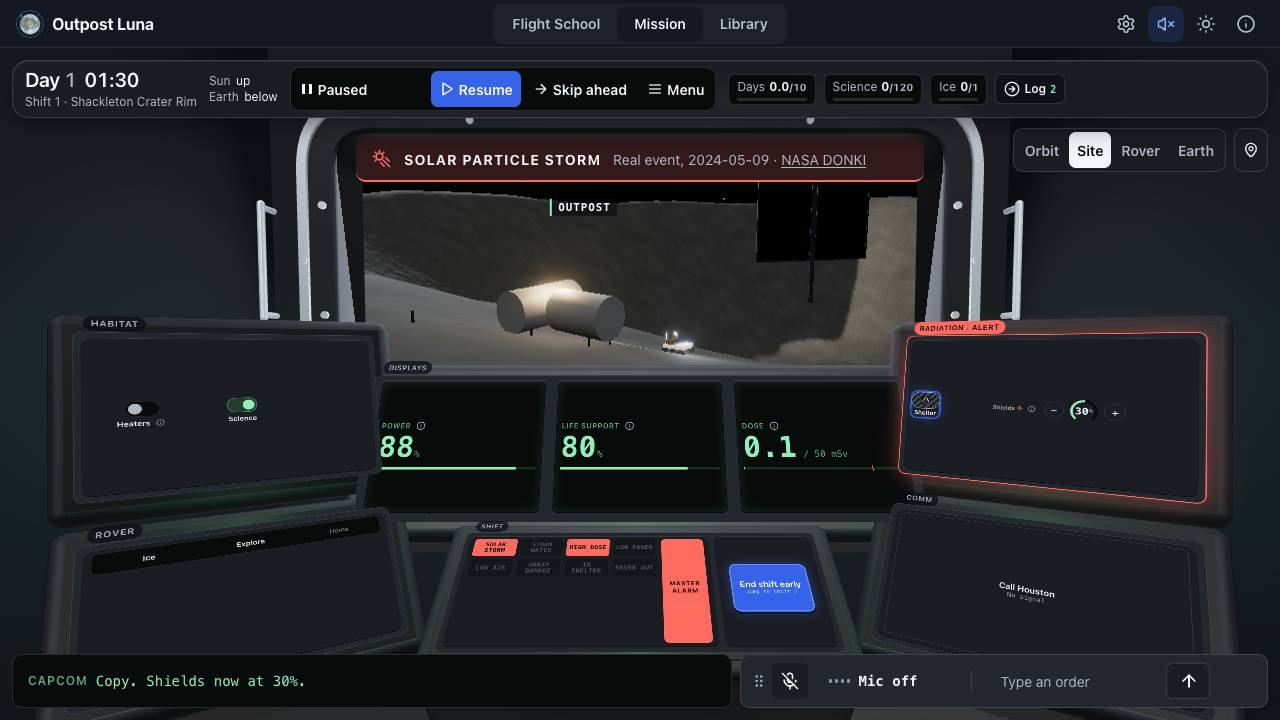 Outpost Luna
Flight School
Mission
Library
Day 1 01:30
Shift 1 · Shackleton Crater Rim
Sun up
Earth below
Paused
Resume
Skip ahead
Menu
Days 0.0/10
Science 0/120
Ice 0/1
Log 2
Orbit
Site
Rover
Earth
SOLAR PARTICLE STORM Real event, 2024-05-09 · NASA DONKI
OUTPOST
HABITAT
Heaters
Science
DISPLAYS
POWER
88%
LIFE SUPPORT
80%
DOSE
0.1 / 50 mSv
RADIATION · ALERT
Shelter
Shields
30%
ROVER
Ice
Explore
Home
SHIFT
SOLAR STORM
STORM WATCH
HIGH DOSE
LOW POWER
LOW AIR
ARRAY DAMAGE
IN SHELTER
ROVER OUT
MASTER ALARM
End shift early
COMM
Call Houston
No signal
CAPCOM Copy. Shields now at 30%.
Mic off
Type an order